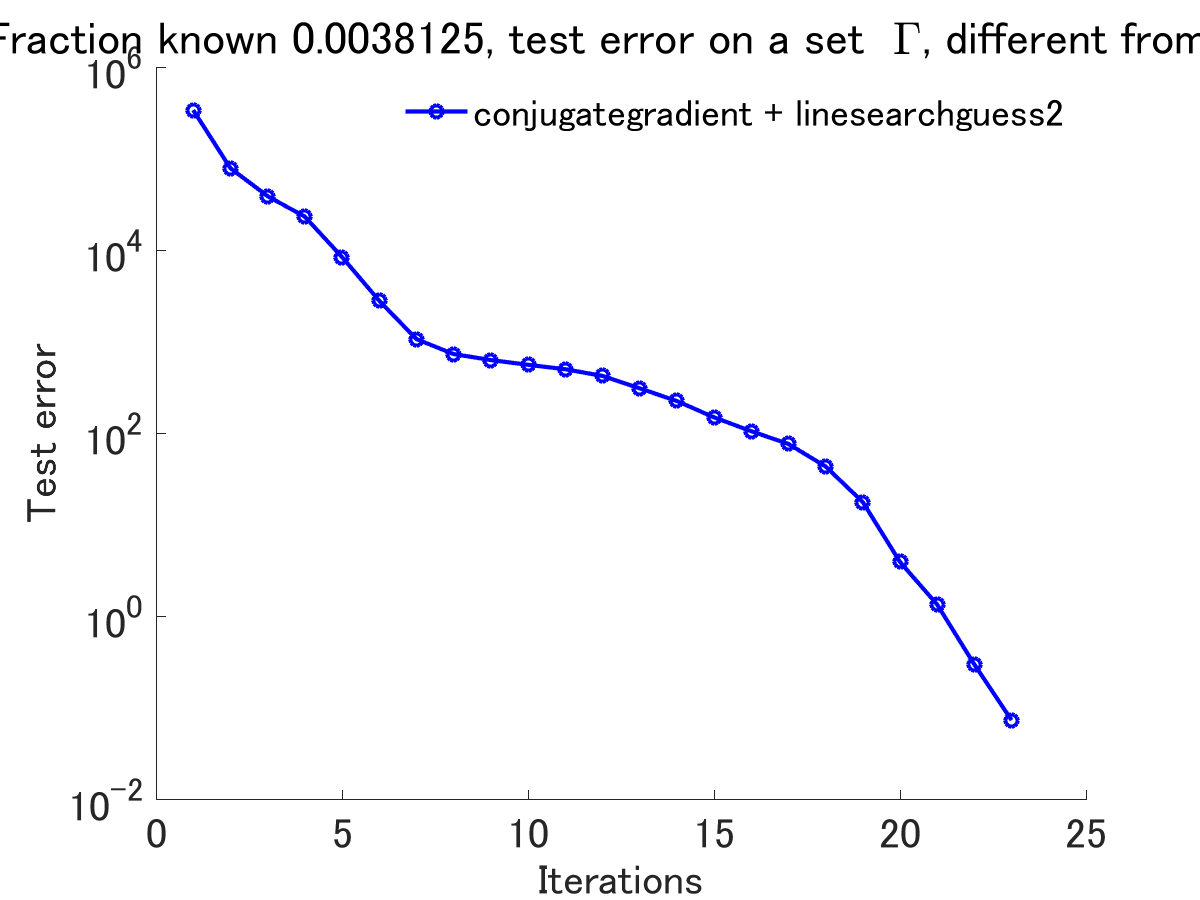 Fraction known 0.0038125, test error on a set Γ, different from
10^6
conjugategradient + linesearchguess2
10^4
10^2
10^0
10^-2
Test error
0 5 10 15 20 25
Iterations